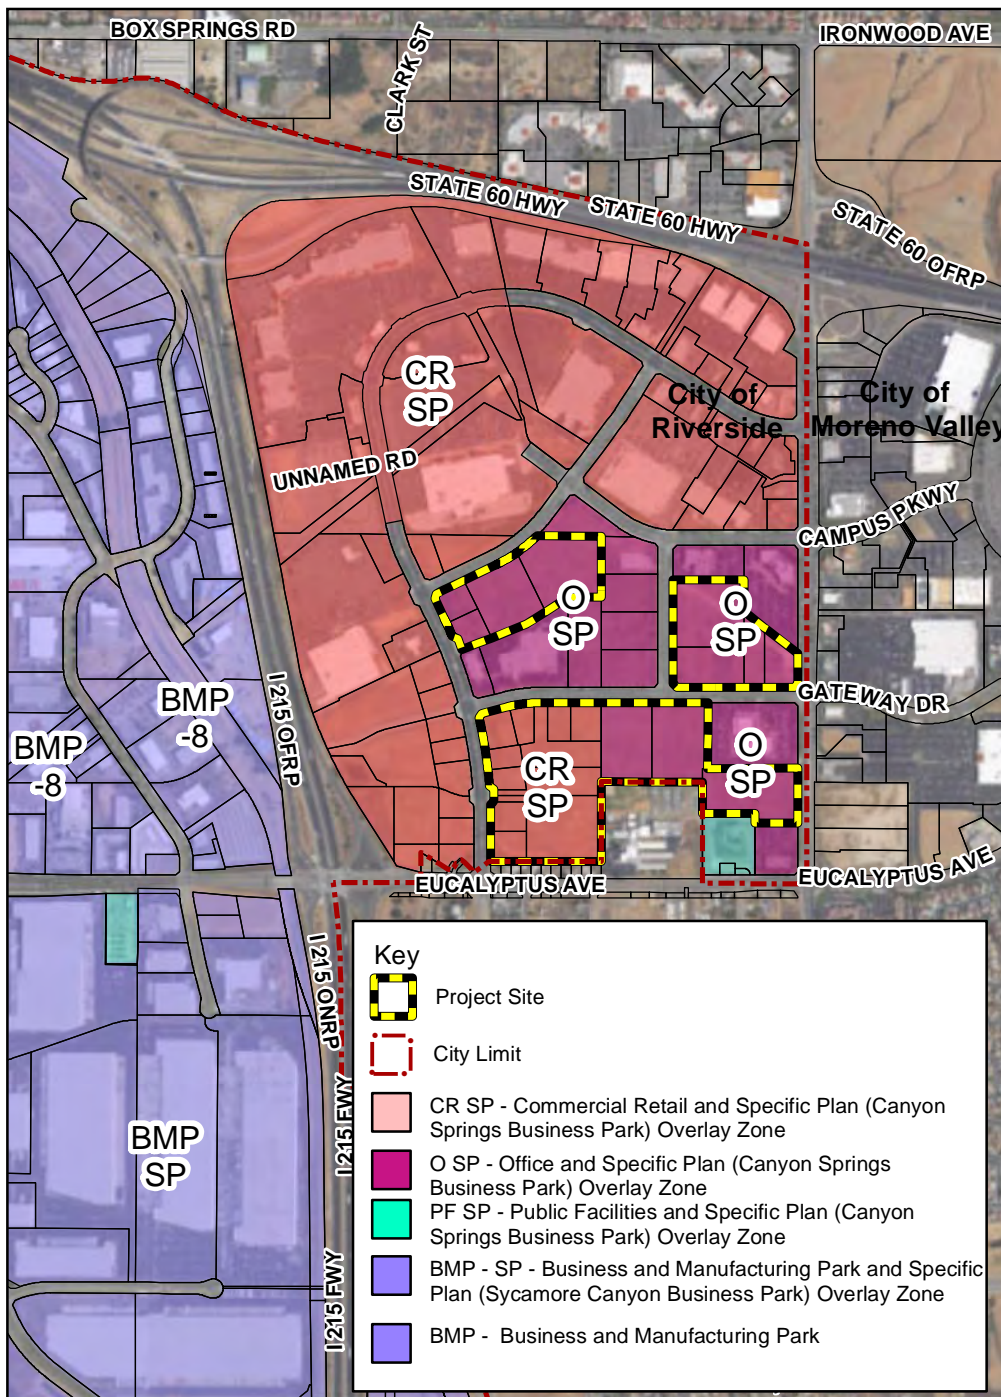 BOX SPRINGS RD
IRONWOOD AVE
CLARK ST
STATE 60 HWY
STATE 60 HWY
STATE 60 OFRP
CR
SP
City of
Riverside
City of
Moreno Valley
UNNAMED RD
CAMPUS PKWY
O
SP
O
SP
GATEWAY DR
I 215 OFRP
BMP
-8
BMP
-8
O
SP
CR
SP
EUCALYPTUS AVE
EUCALYPTUS AVE
I 215 ONRP
I 215 FWY
BMP
SP
I 215 FWY
Key
Project Site
City Limit
CR SP - Commercial Retail and Specific Plan (Canyon
Springs Business Park) Overlay Zone
O SP - Office and Specific Plan (Canyon Springs
Business Park) Overlay Zone
PF SP - Public Facilities and Specific Plan (Canyon
Springs Business Park) Overlay Zone
BMP - SP - Business and Manufacturing Park and Specific
Plan (Sycamore Canyon Business Park) Overlay Zone
BMP - Business and Manufacturing Park